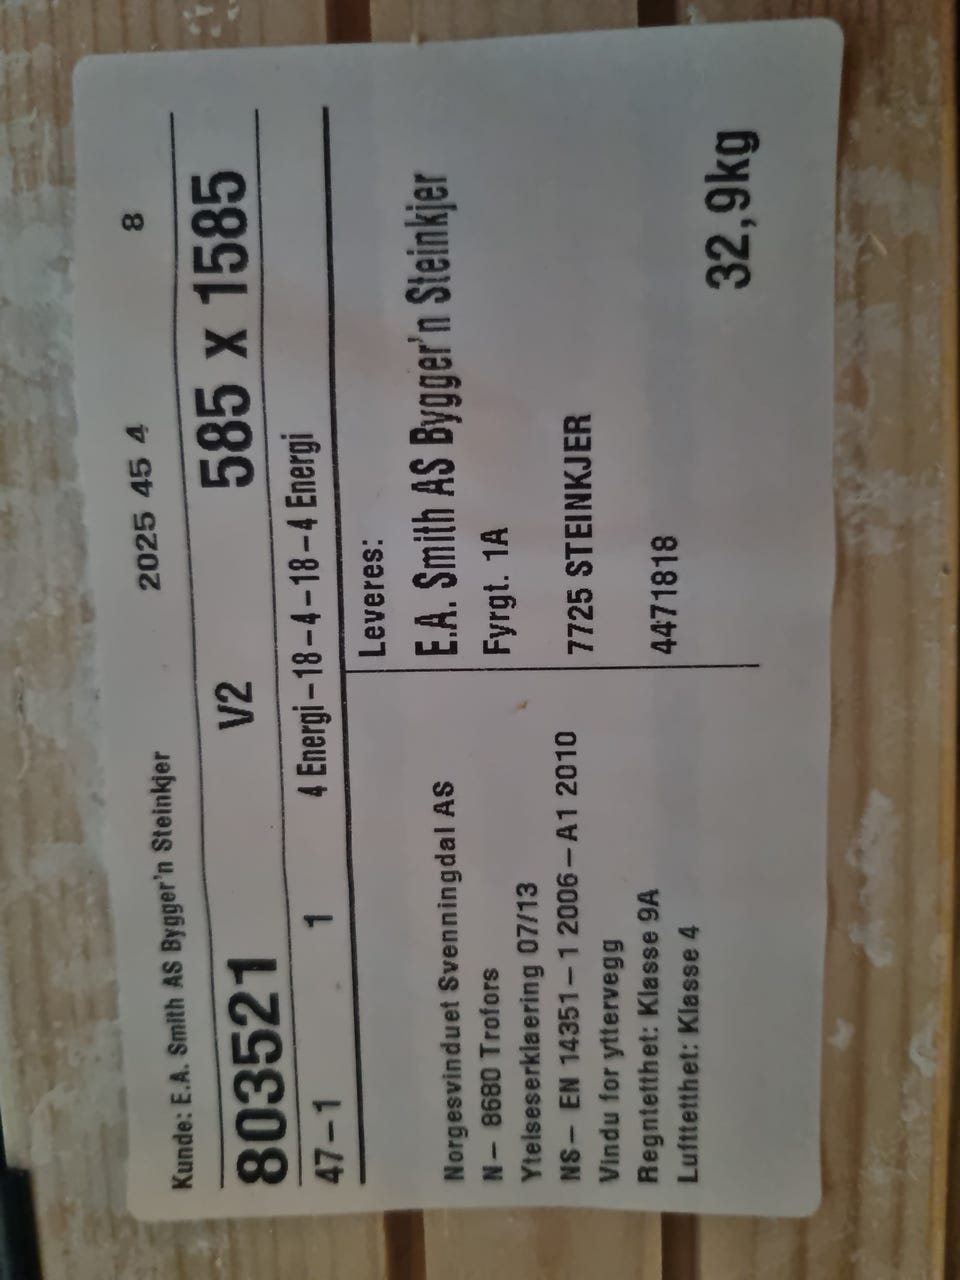 Kunde: E.A. Smith AS Bygger'n Steinkjer 2025 45 4 8
803521 V2 585 x 1585
47-1 1 4 Energi-18-4-18-4 Energi
Leveres:
E.A. Smith AS Bygger'n Steinkjer
Fyrgt. 1A
7725 STEINKJER
4471818
32,9kg
Norgesvinduet Svenningdal AS
N- 8680 Trofors
Ytelseserklaering 07/13
NS- EN 14351-1 2006-A1 2010
Vindu for yttervegg
Regntetthet: Klasse 9A
Lufttetthet: Klasse 4